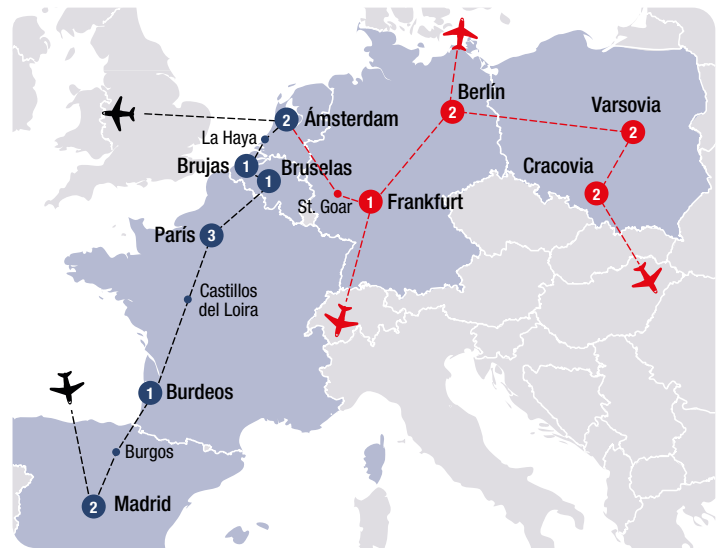 Berlín
2
Varsovia
2
Ámsterdam
2
La Haya
Brujas
1
Bruselas
1
Cracovia
2
St. Goar
Frankfurt
1
París
3
Castillos
del Loira
Burdeos
1
Burgos
Madrid
2